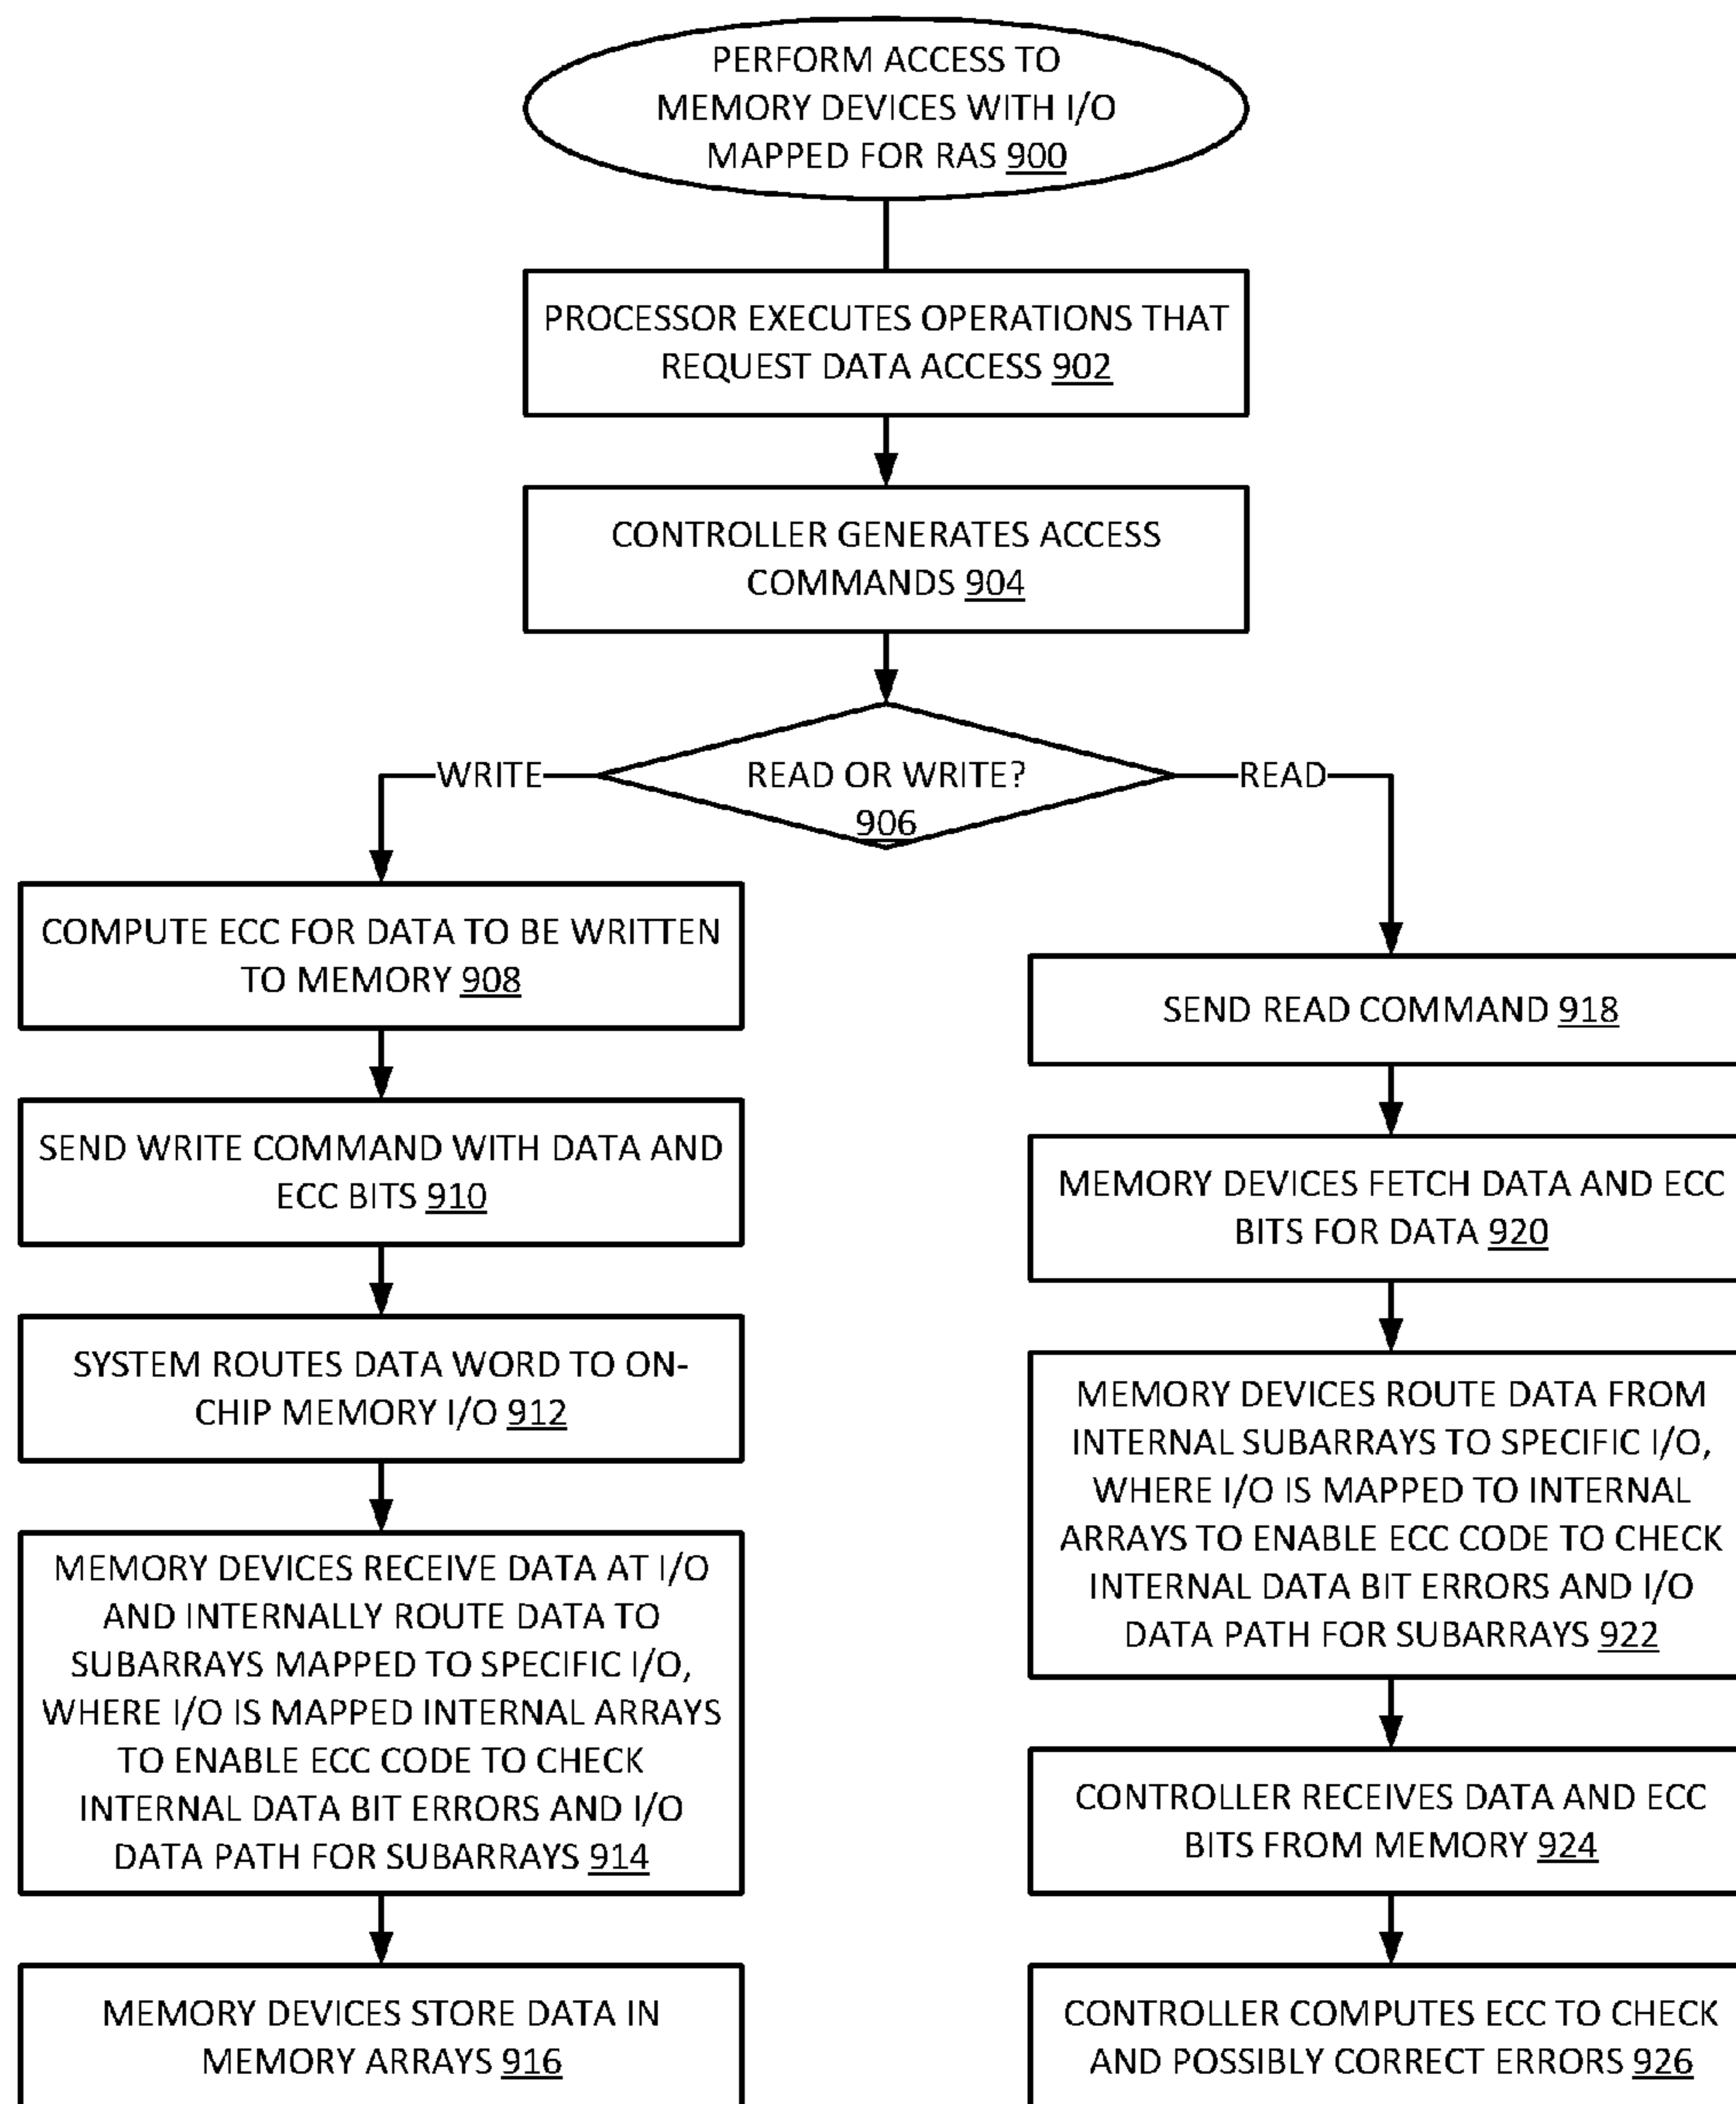 PERFORM ACCESS TO
MEMORY DEVICES WITH I/O
MAPPED FOR RAS 900
PROCESSOR EXECUTES OPERATIONS THAT
REQUEST DATA ACCESS 902
CONTROLLER GENERATES ACCESS
COMMANDS 904
READ OR WRITE?
906
WRITE
READ
COMPUTE ECC FOR DATA TO BE WRITTEN
TO MEMORY 908
SEND WRITE COMMAND WITH DATA AND
ECC BITS 910
SYSTEM ROUTES DATA WORD TO ON-
CHIP MEMORY I/O 912
MEMORY DEVICES RECEIVE DATA AT I/O
AND INTERNALLY ROUTE DATA TO
SUBARRAYS MAPPED TO SPECIFIC I/O,
WHERE I/O IS MAPPED INTERNAL ARRAYS
TO ENABLE ECC CODE TO CHECK
INTERNAL DATA BIT ERRORS AND I/O
DATA PATH FOR SUBARRAYS 914
MEMORY DEVICES STORE DATA IN
MEMORY ARRAYS 916
SEND READ COMMAND 918
MEMORY DEVICES FETCH DATA AND ECC
BITS FOR DATA 920
MEMORY DEVICES ROUTE DATA FROM
INTERNAL SUBARRAYS TO SPECIFIC I/O,
WHERE I/O IS MAPPED TO INTERNAL
ARRAYS TO ENABLE ECC CODE TO CHECK
INTERNAL DATA BIT ERRORS AND I/O
DATA PATH FOR SUBARRAYS 922
CONTROLLER RECEIVES DATA AND ECC
BITS FROM MEMORY 924
CONTROLLER COMPUTES ECC TO CHECK
AND POSSIBLY CORRECT ERRORS 926